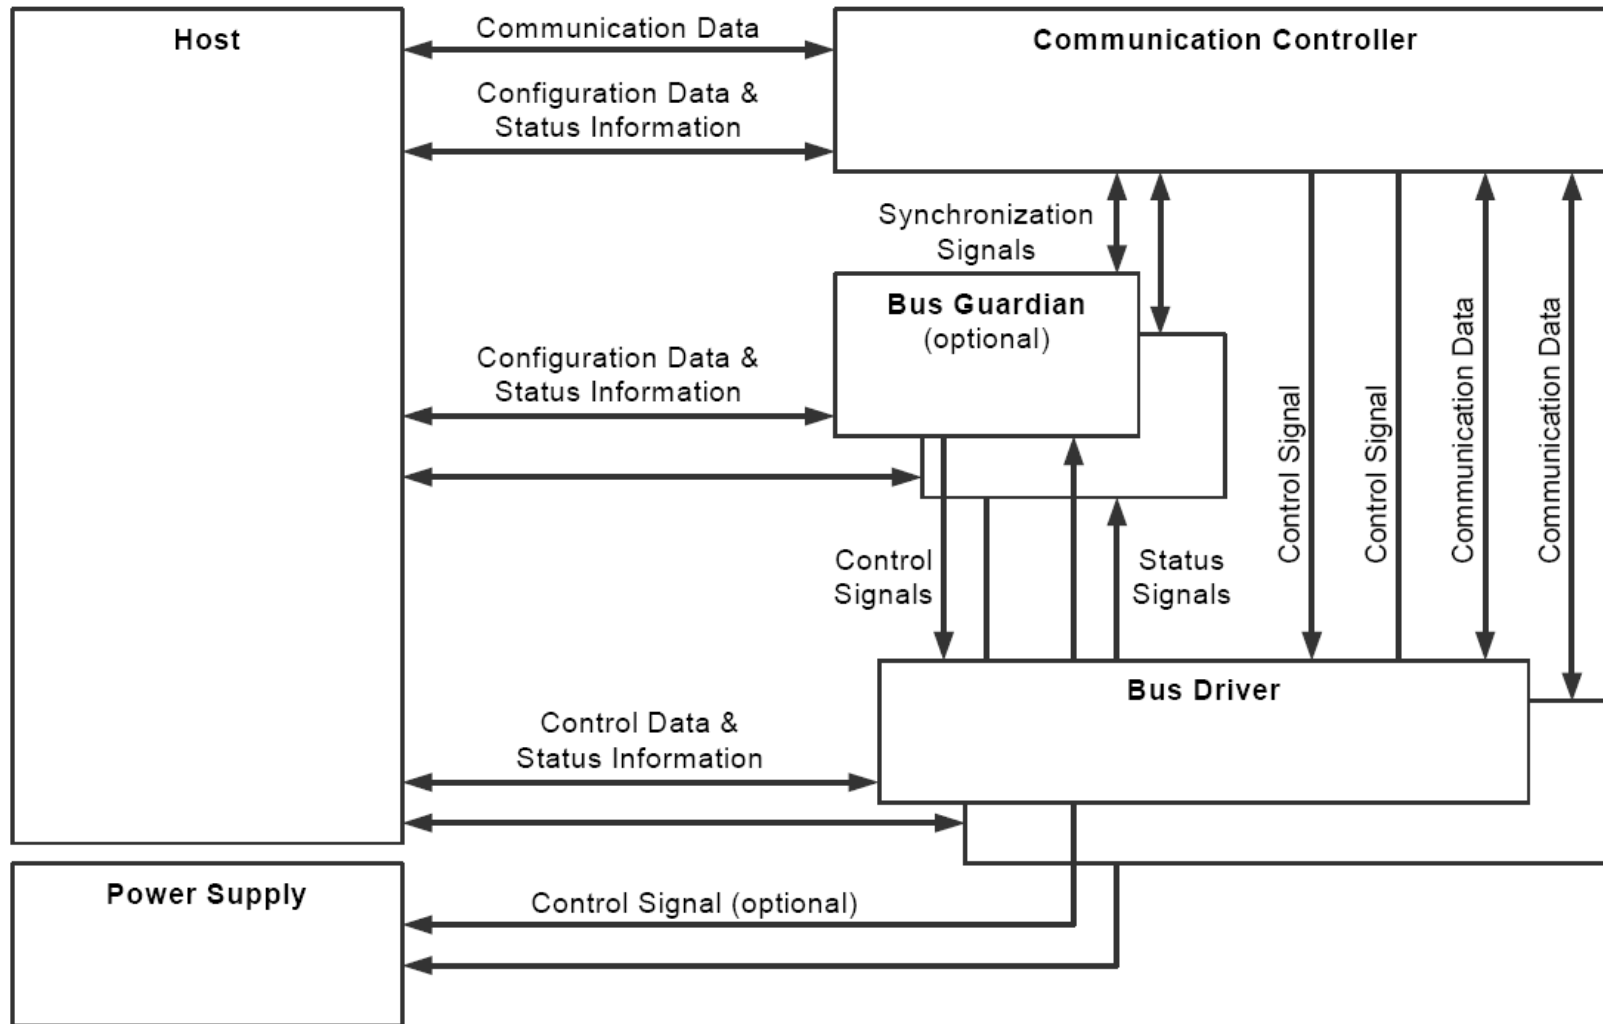 Host
Communication Data
Communication Controller
Configuration Data &
Status Information
Synchronization
Signals
Bus Guardian
(optional)
Configuration Data &
Status Information
Control Signal
Control Signal
Communication Data
Communication Data
Control
Signals
Status
Signals
Bus Driver
Control Data &
Status Information
Power Supply
Control Signal (optional)